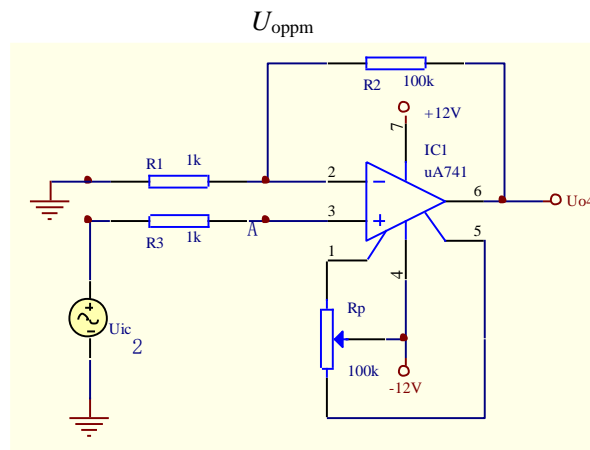 Uoppm
R2 100k
7 +12V
IC1
uA741
R1 1k
2 −
6
Uo4
3 +
R3 1k
A
5
1
4
Rp
Uic
2
100k
-12V